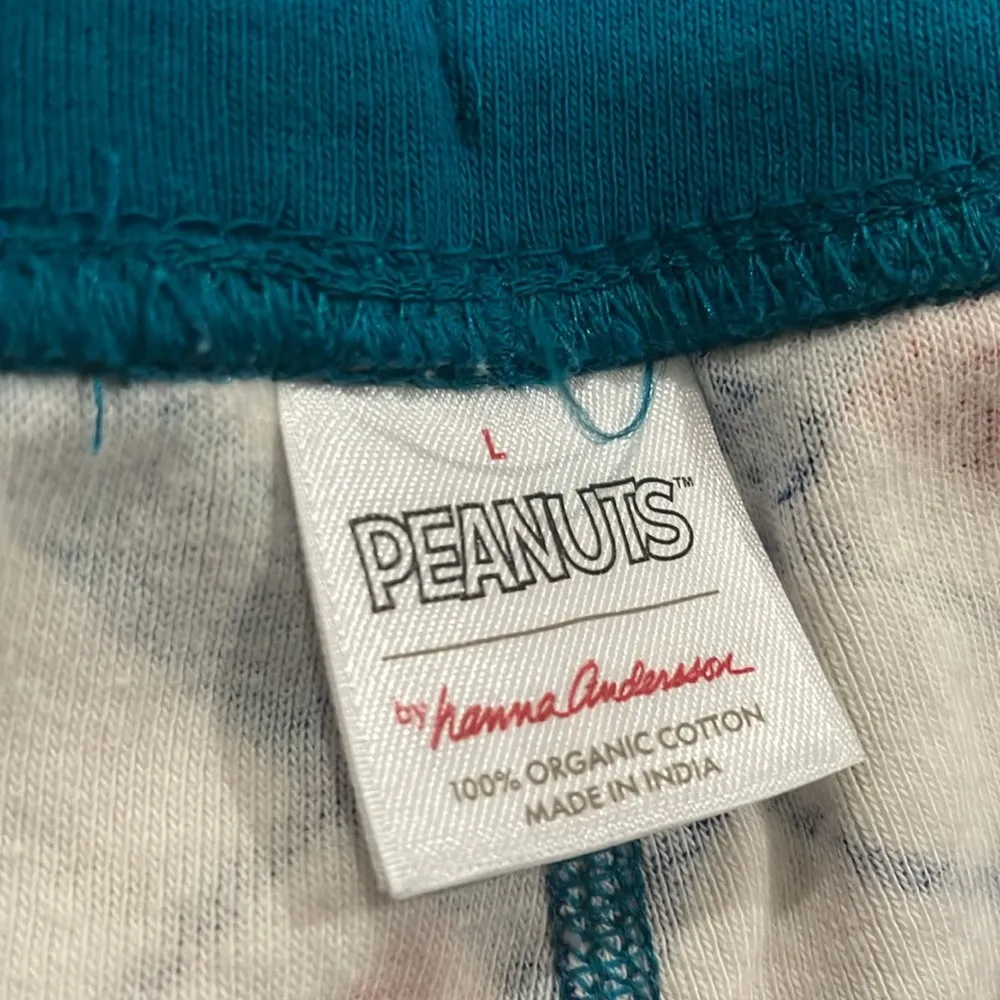 L
PEANUTS™
by hanna Andersson
100% ORGANIC COTTON
MADE IN INDIA